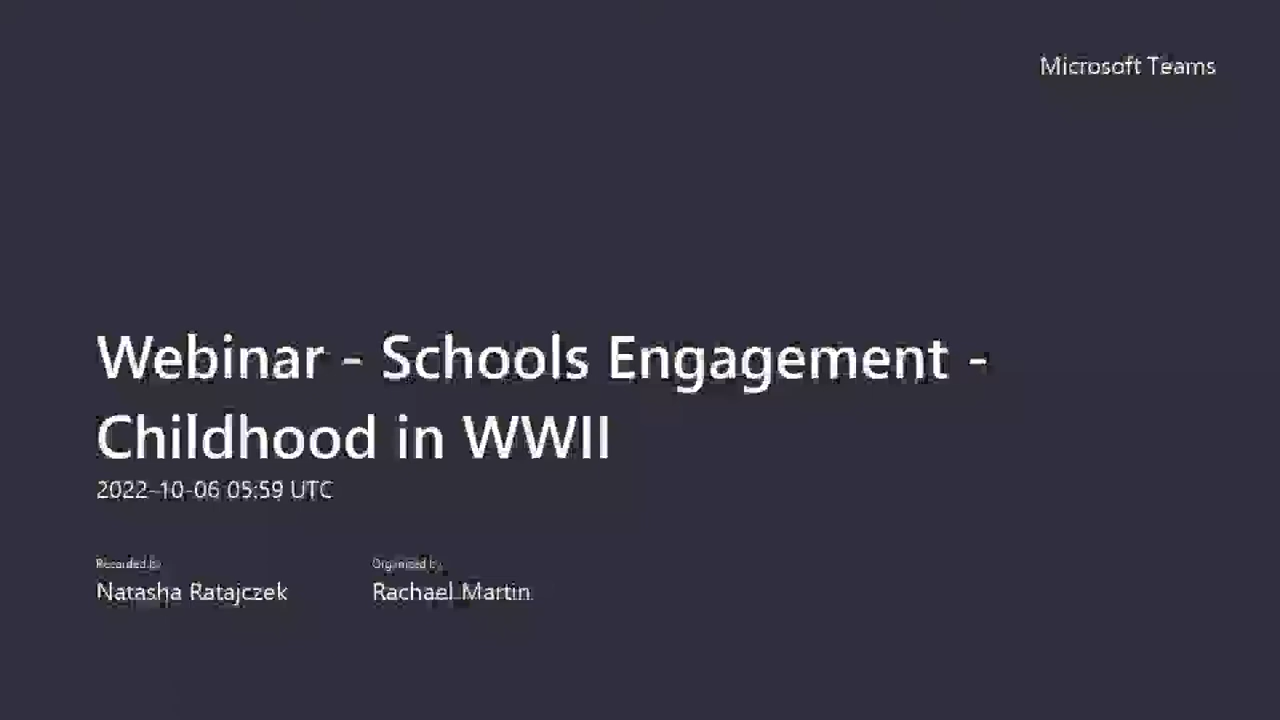 Microsoft Teams
Webinar - Schools Engagement -
Childhood in WWII
2022-10-06 05:59 UTC
Recorded by
Organized by
Natasha Ratajczek
Rachael Martin